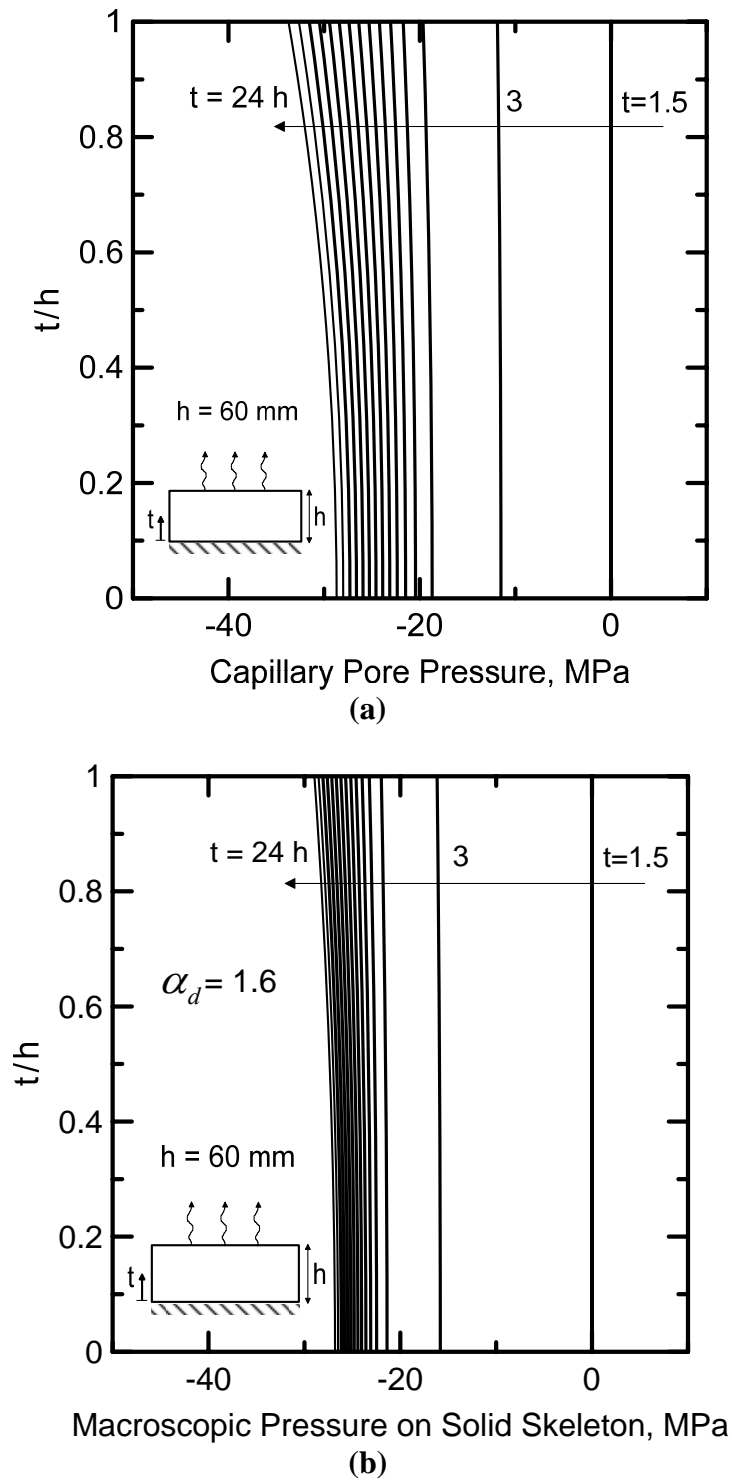 1
t = 24 h
3
t=1.5
0.8
0.6
t/h
0.4
h = 60 mm
0.2
t
h
0
-40
-20
0
Capillary Pore Pressure, MPa
(a)
1
t = 24 h
3
t=1.5
0.8
α_d = 1.6
0.6
t/h
0.4
h = 60 mm
0.2
t
h
0
-40
-20
0
Macroscopic Pressure on Solid Skeleton, MPa
(b)